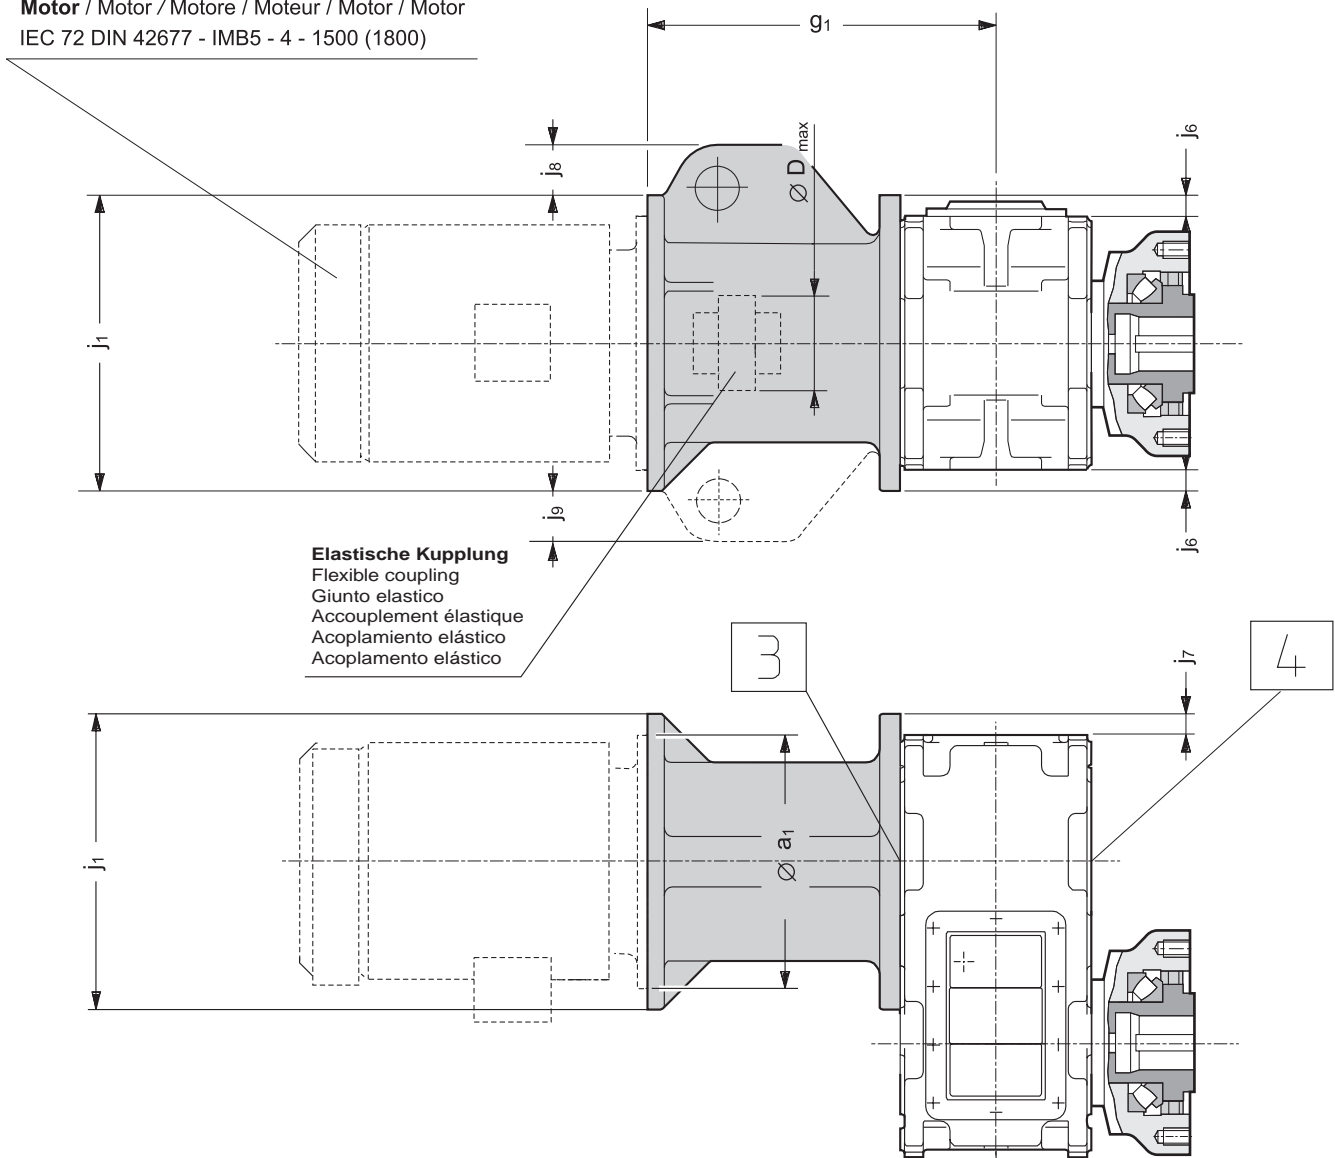 Motor / Motor / Motore / Moteur / Motor / Motor
IEC 72 DIN 42677 - IMB5 - 4 - 1500 (1800)
g1
j6
j8
Ø Dmax
j1
j9
j6
Elastische Kupplung
Flexible coupling
Giunto elastico
Accouplement élastique
Acoplamiento elástico
Acoplamento elástico
3
j7
4
j1
Ø a1